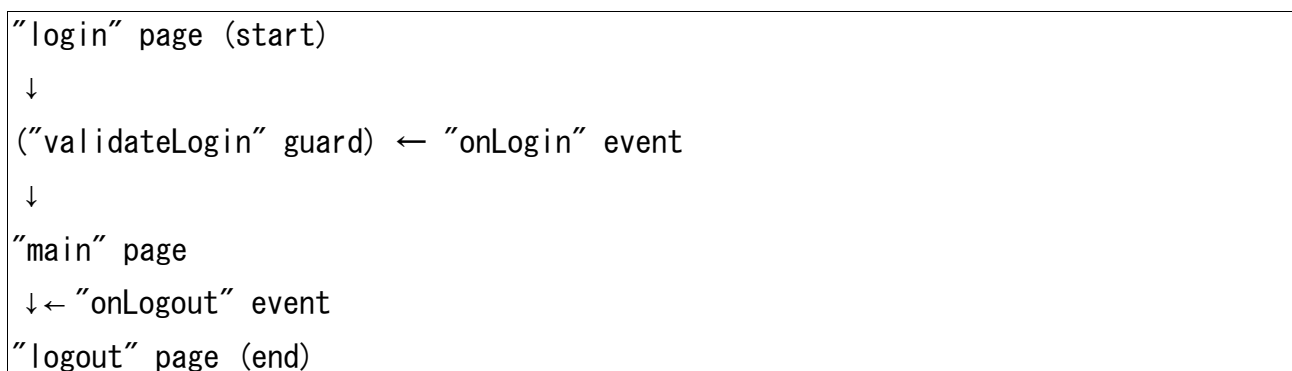 "login" page (start)
↓
("validateLogin" guard) ← "onLogin" event
↓
"main" page
↓← "onLogout" event
"logout" page (end)